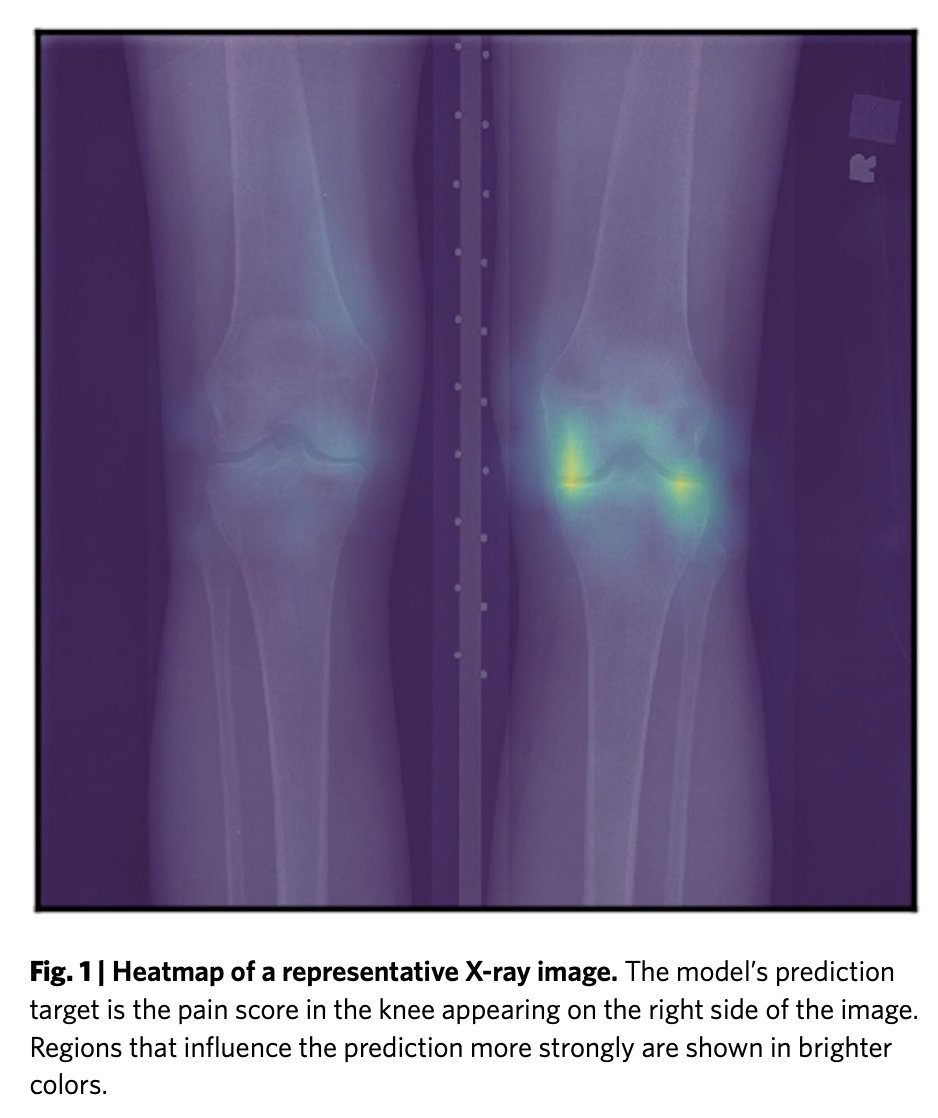 R
Fig. 1 | Heatmap of a representative X-ray image. The model’s prediction
target is the pain score in the knee appearing on the right side of the image.
Regions that influence the prediction more strongly are shown in brighter
colors.